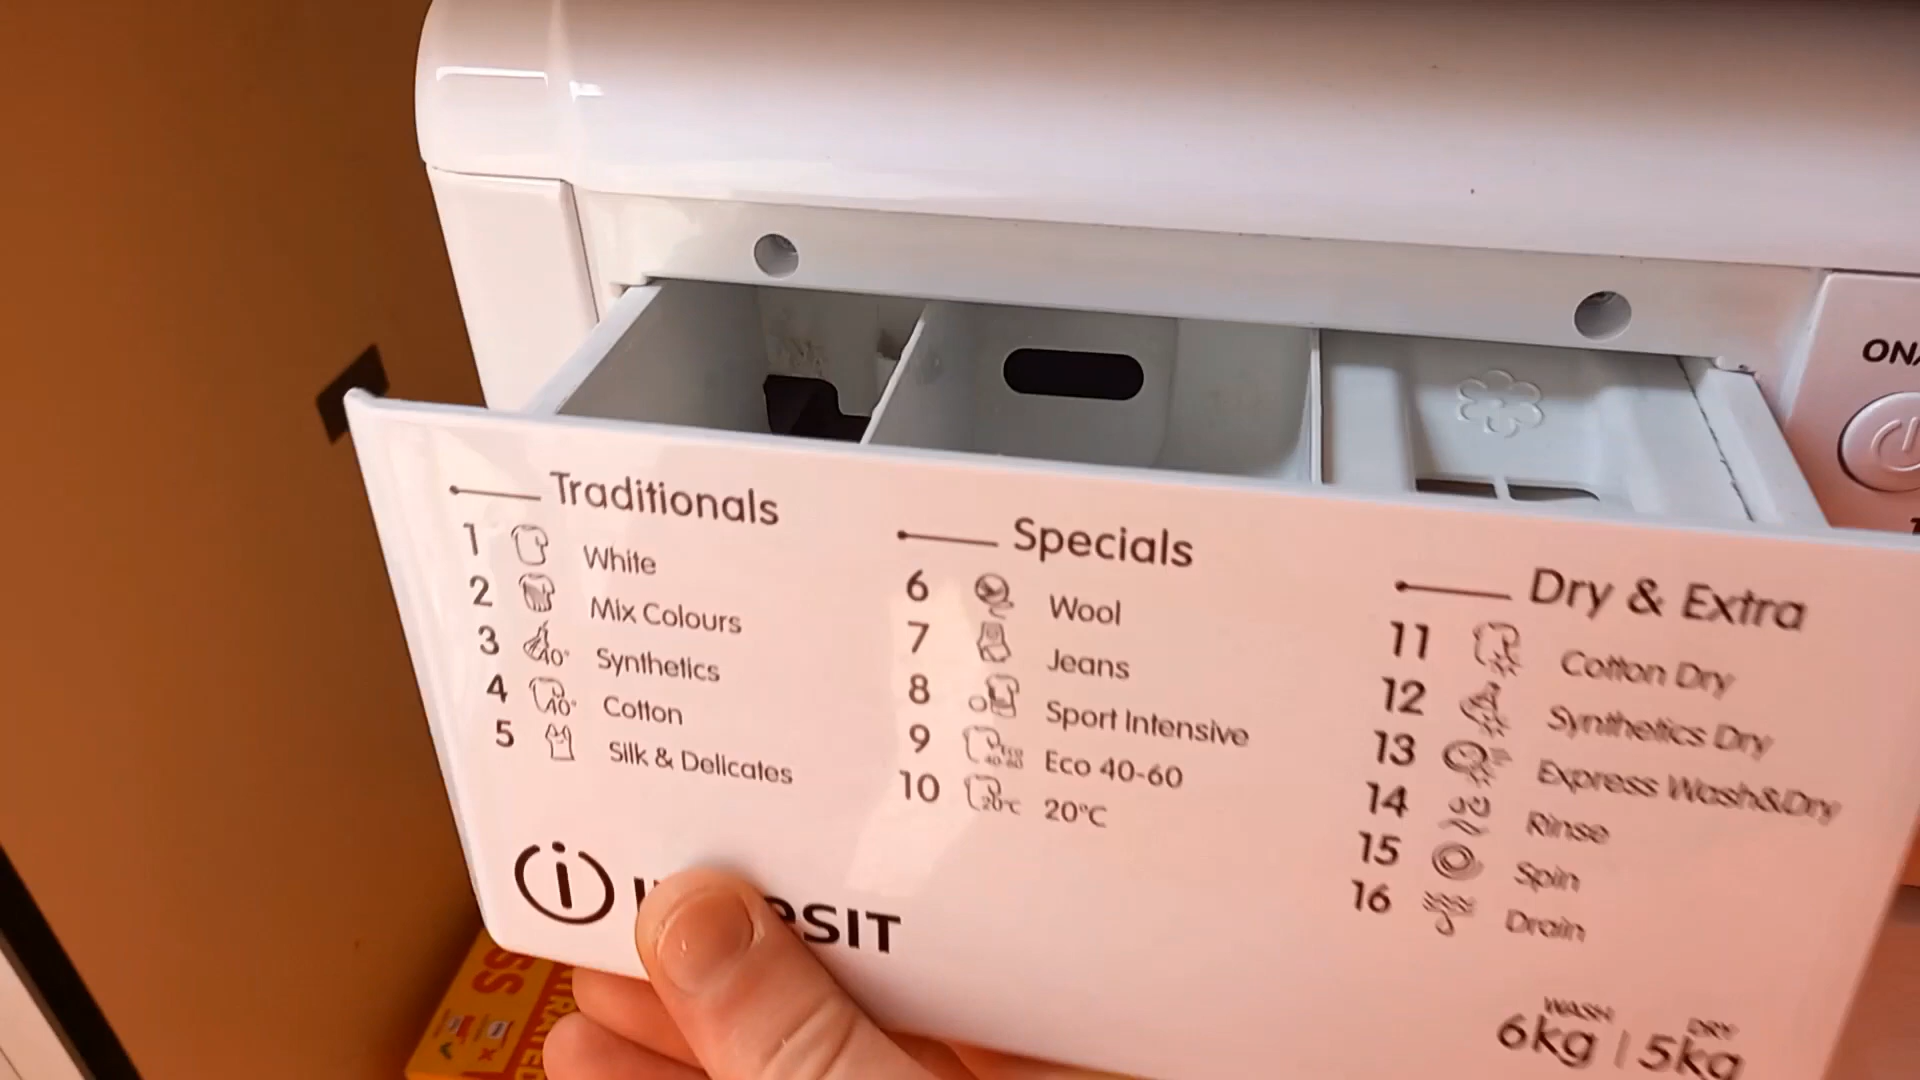 ON
Traditionals
1 White
2 Mix Colours
3 40° Synthetics
4 40° Cotton
5 Silk & Delicates
Specials
6 Wool
7 Jeans
8 Sport Intensive
9 Eco 40-60
10 20°C 20°C
Dry & Extra
11 Cotton Dry
12 Synthetics Dry
13 Express Wash&Dry
14 Rinse
15 Spin
16 Drain
WASH DRY
6kg | 5kg